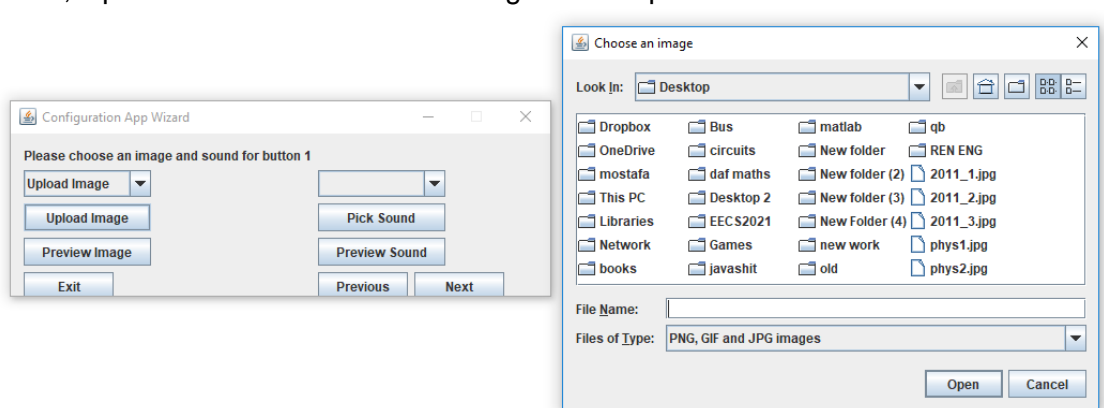 Choose an image
Look In: Desktop
Dropbox Bus matlab qb
OneDrive circuits New folder REN ENG
mostafa daf maths New folder (2) 2011_1.jpg
This PC Desktop 2 New folder (3) 2011_2.jpg
Libraries EECS2021 New Folder (4) 2011_3.jpg
Network Games new work phys1.jpg
books javashit old phys2.jpg
File Name:
Files of Type: PNG, GIF and JPG images
Open Cancel
Configuration App Wizard
Please choose an image and sound for button 1
Upload Image
Upload Image Pick Sound
Preview Image Preview Sound
Exit Previous Next